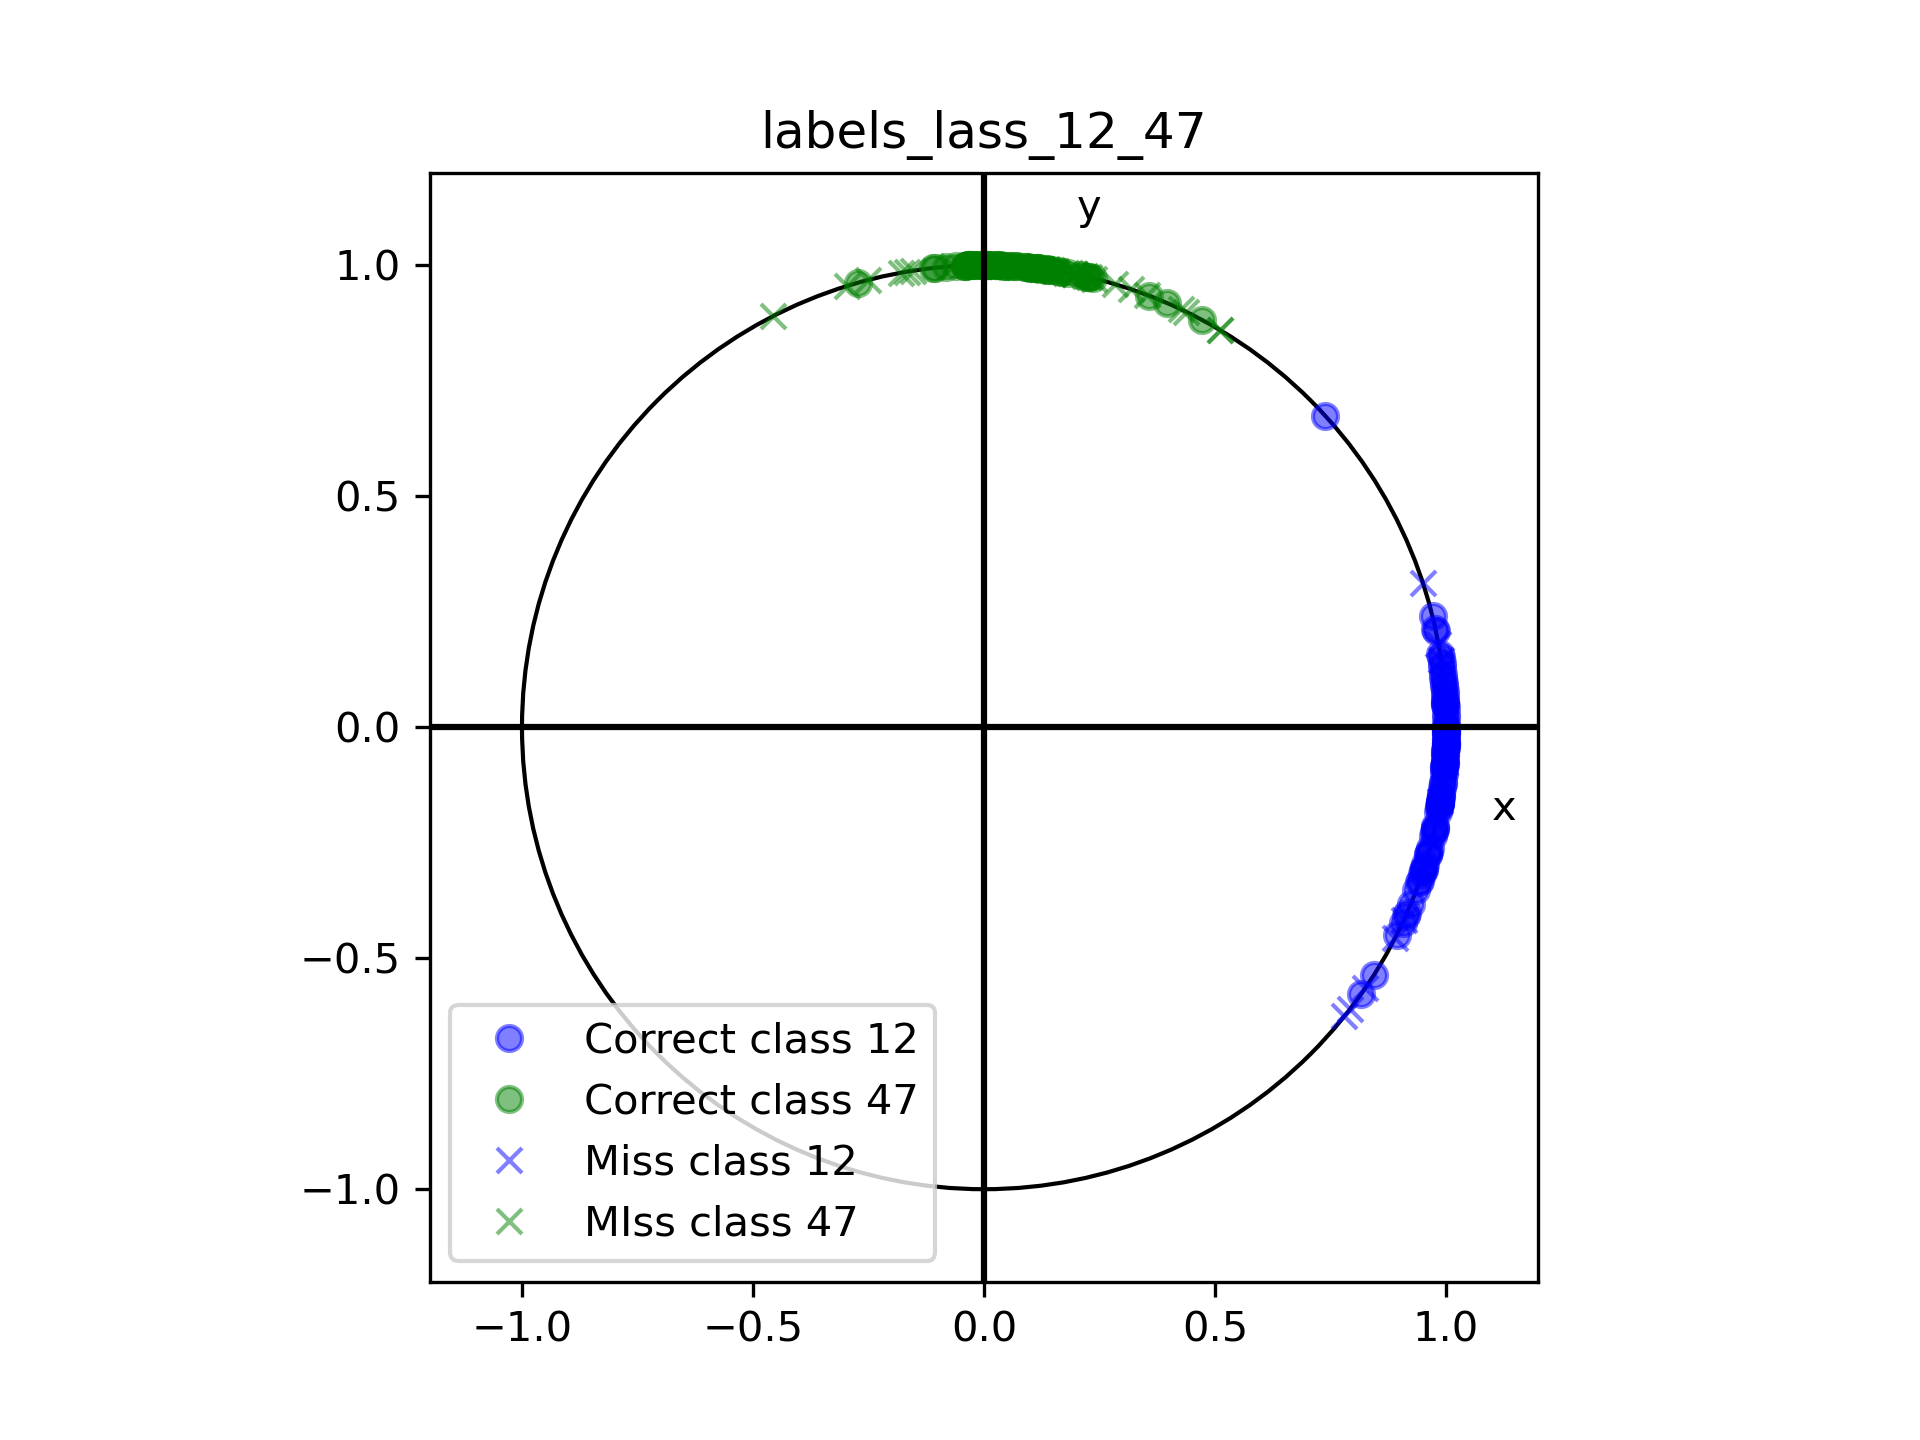 labels_lass_12_47
y
1.0
0.5
0.0
−0.5
−1.0
x
Correct class 12
Correct class 47
Miss class 12
MIss class 47
−1.0 −0.5 0.0 0.5 1.0